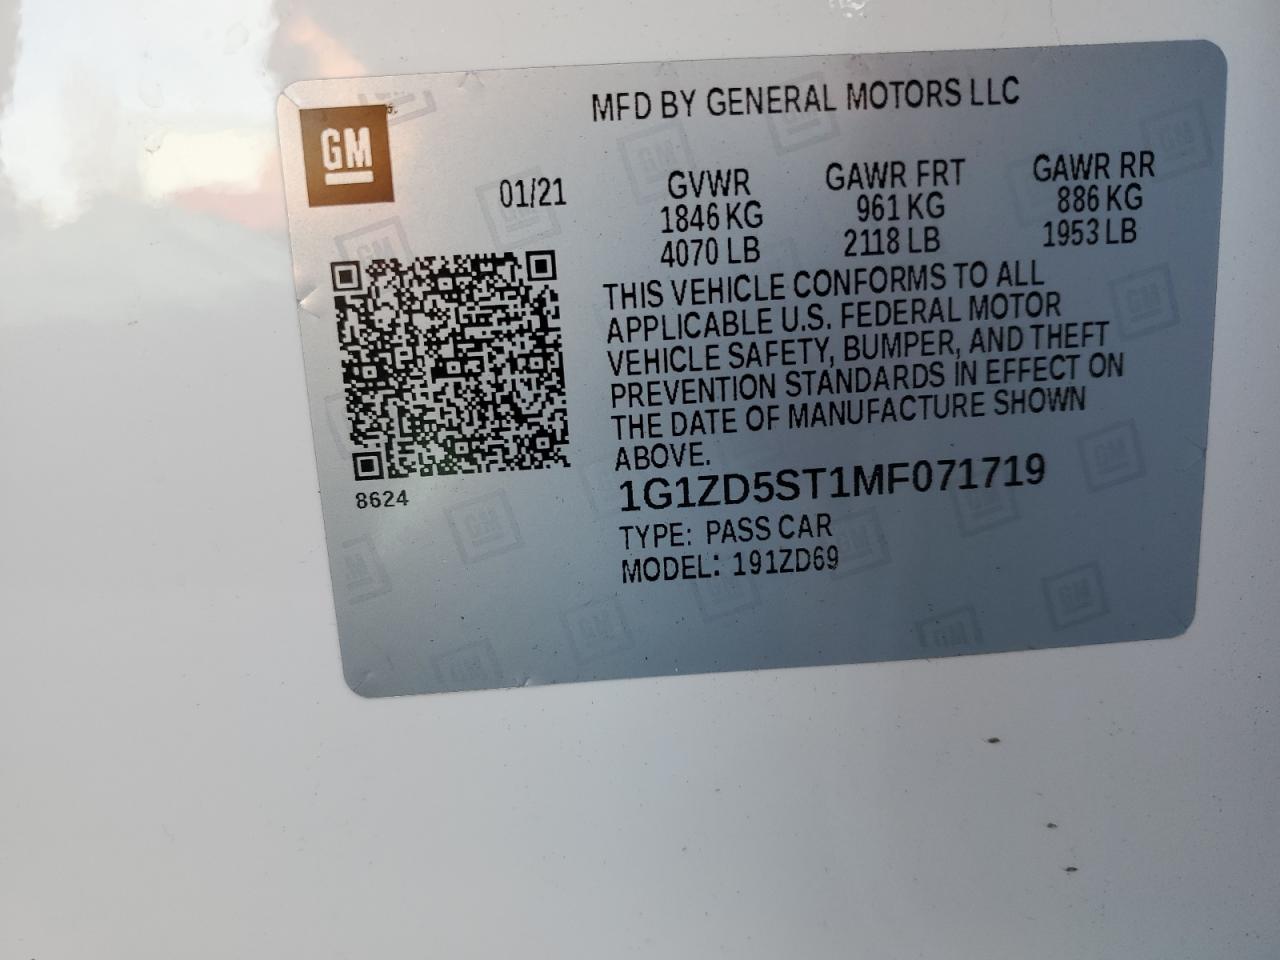 MFD BY GENERAL MOTORS LLC
GM
01/21
GVWR GAWR FRT GAWR RR
1846 KG 961 KG 886 KG
4070 LB 2118 LB 1953 LB
THIS VEHICLE CONFORMS TO ALL
APPLICABLE U.S. FEDERAL MOTOR
VEHICLE SAFETY, BUMPER, AND THEFT
PREVENTION STANDARDS IN EFFECT ON
THE DATE OF MANUFACTURE SHOWN
ABOVE.
8624
1G1ZD5ST1MF071719
TYPE: PASS CAR
MODEL: 191ZD69